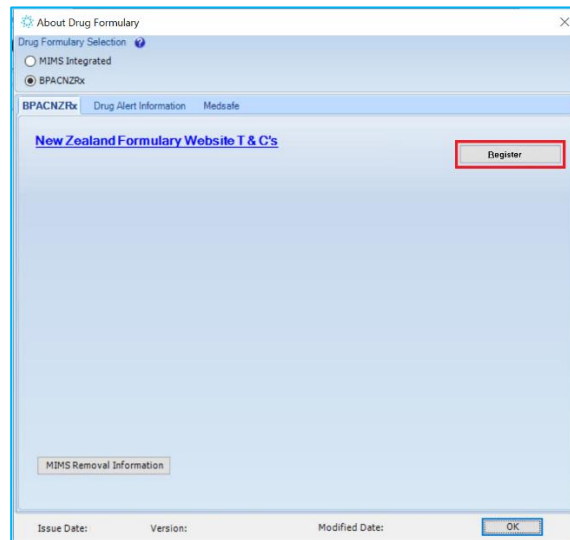 About Drug Formulary
Drug Formulary Selection
MIMS Integrated
BPACNZRx
BPACNZRx Drug Alert Information Medsafe
New Zealand Formulary Website T & C's
Register
MIMS Removal Information
Issue Date: Version: Modified Date: OK